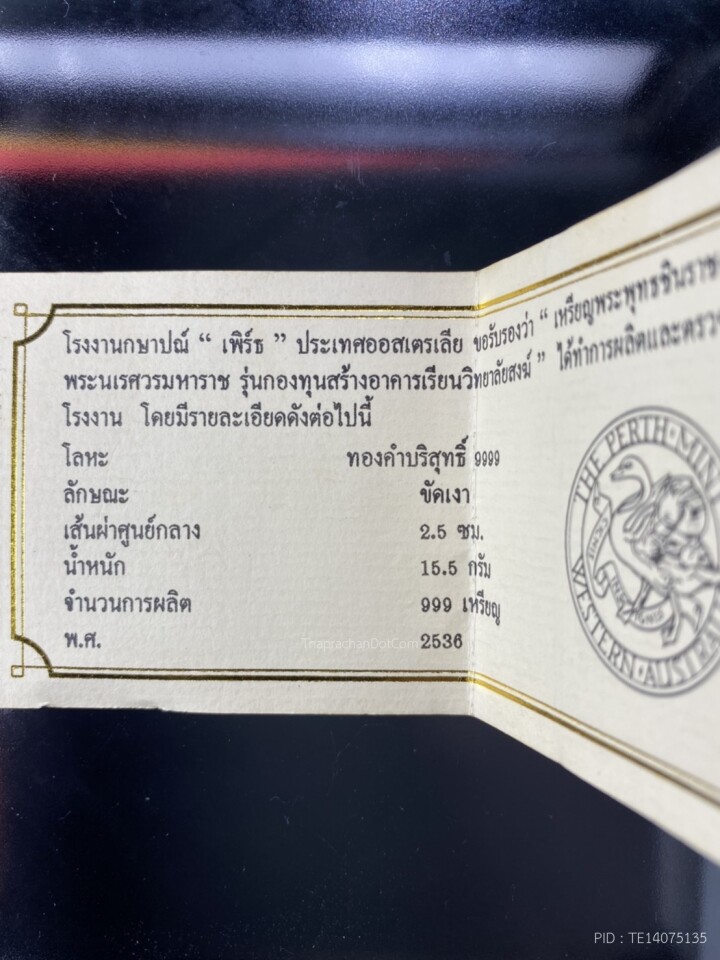 โรงงานกษาปณ์ “ เพิร์ธ ” ประเทศออสเตรเลีย ขอรับรองว่า “ เหรียญพระพุทธชินราช
พระนเรศวรมหาราช รุ่นกองทุนสร้างอาคารเรียนวิทยาลัยสงฆ์ ” ได้ทำการผลิตและตรวจ
โรงงาน โดยมีรายละเอียดดังต่อไปนี้
โลหะ ทองคำบริสุทธิ์ 9999
ลักษณะ ขัดเงา
เส้นผ่าศูนย์กลาง 2.5 ซม.
น้ำหนัก 15.5 กรัม
จำนวนการผลิต 999 เหรียญ
พ.ศ. 2536
THE PERTH MIN
WESTERN AUSTRA
ThaprachanDotCom
PID : TE14075135